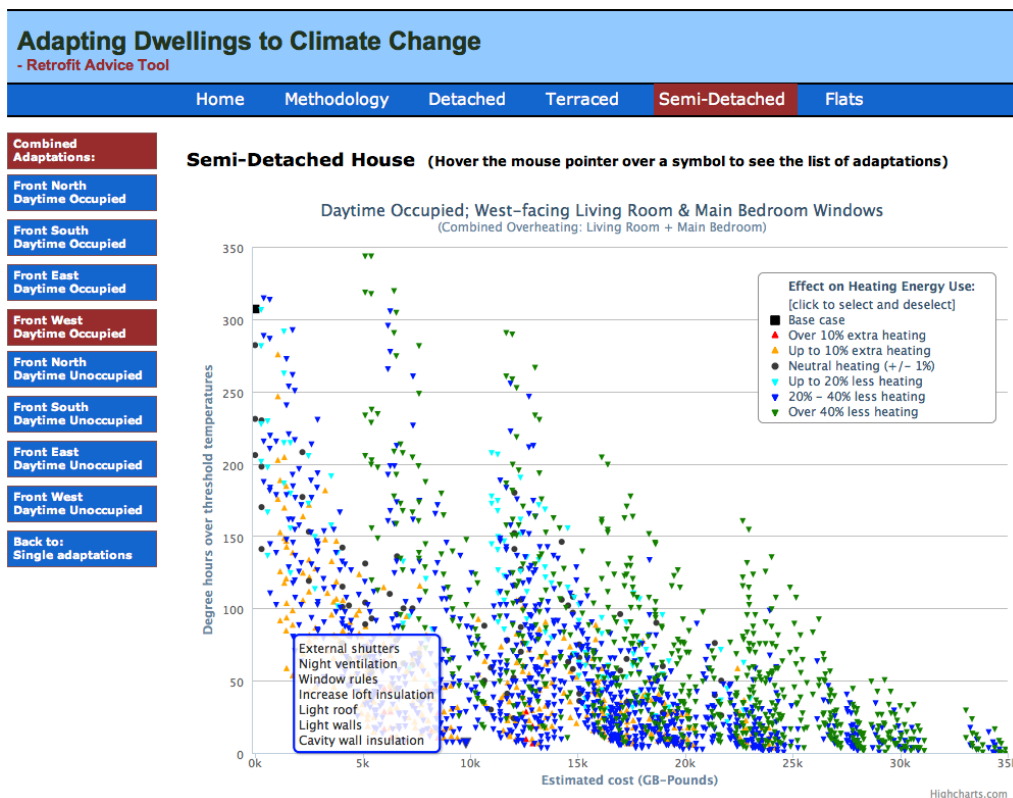 Adapting Dwellings to Climate Change
- Retrofit Advice Tool
Home Methodology Detached Terraced Semi-Detached Flats
Combined
Adaptations:
Front North
Daytime Occupied
Front South
Daytime Occupied
Front East
Daytime Occupied
Front West
Daytime Occupied
Front North
Daytime Unoccupied
Front South
Daytime Unoccupied
Front East
Daytime Unoccupied
Front West
Daytime Unoccupied
Back to:
Single adaptations
Semi-Detached House (Hover the mouse pointer over a symbol to see the list of adaptations)
Daytime Occupied; West-facing Living Room & Main Bedroom Windows
(Combined Overheating: Living Room + Main Bedroom)
Degree hours over threshold temperatures
350
300
250
200
150
100
50
0
Effect on Heating Energy Use:
[click to select and deselect]
Base case
Over 10% extra heating
Up to 10% extra heating
Neutral heating (+/- 1%)
Up to 20% less heating
20% - 40% less heating
Over 40% less heating
External shutters
Night ventilation
Window rules
Increase loft insulation
Light roof
Light walls
Cavity wall insulation
0k 5k 10k 15k 20k 25k 30k 35k
Estimated cost (GB-Pounds)
Highcharts.com